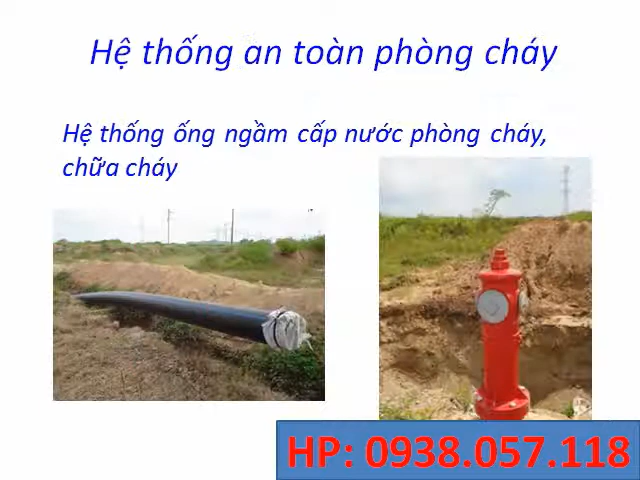 Hệ thống an toàn phòng cháy
Hệ thống ống ngầm cấp nước phòng cháy,
chữa cháy
HP: 0938.057.118